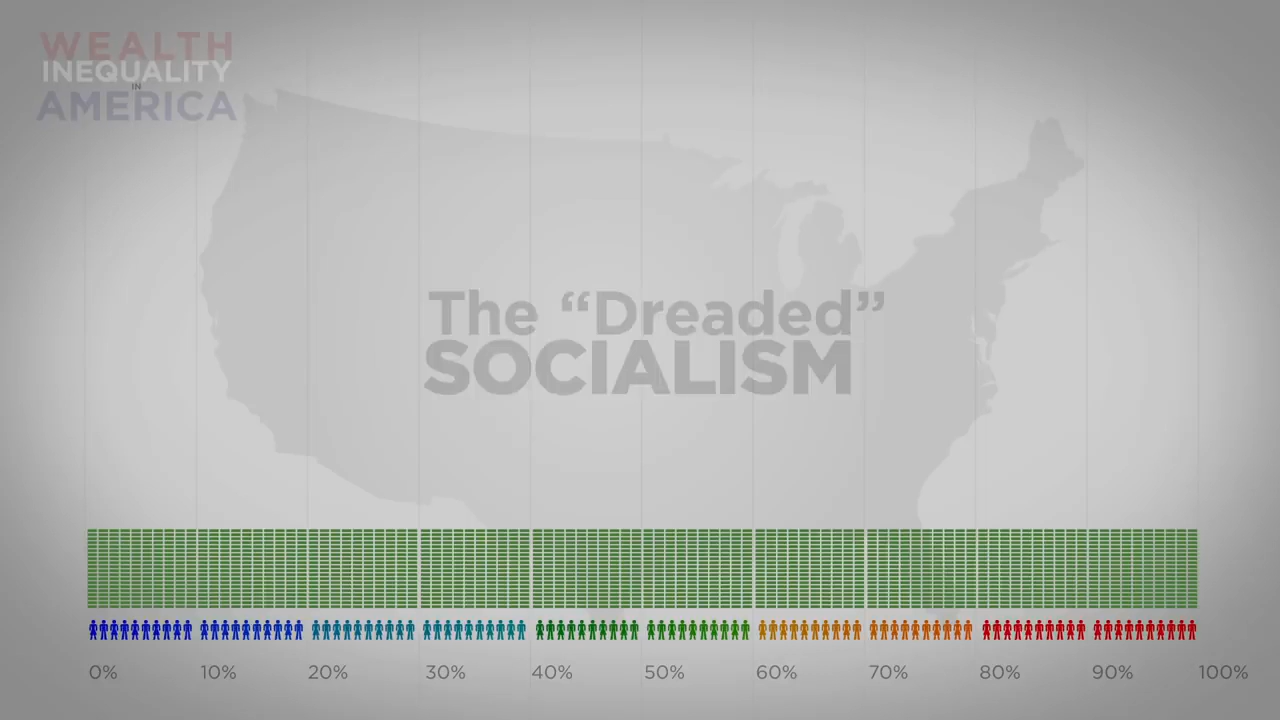 WEALTH
INEQUALITY
IN
AMERICA
The “Dreaded”
SOCIALISM
0% 10% 20% 30% 40% 50% 60% 70% 80% 90% 100%